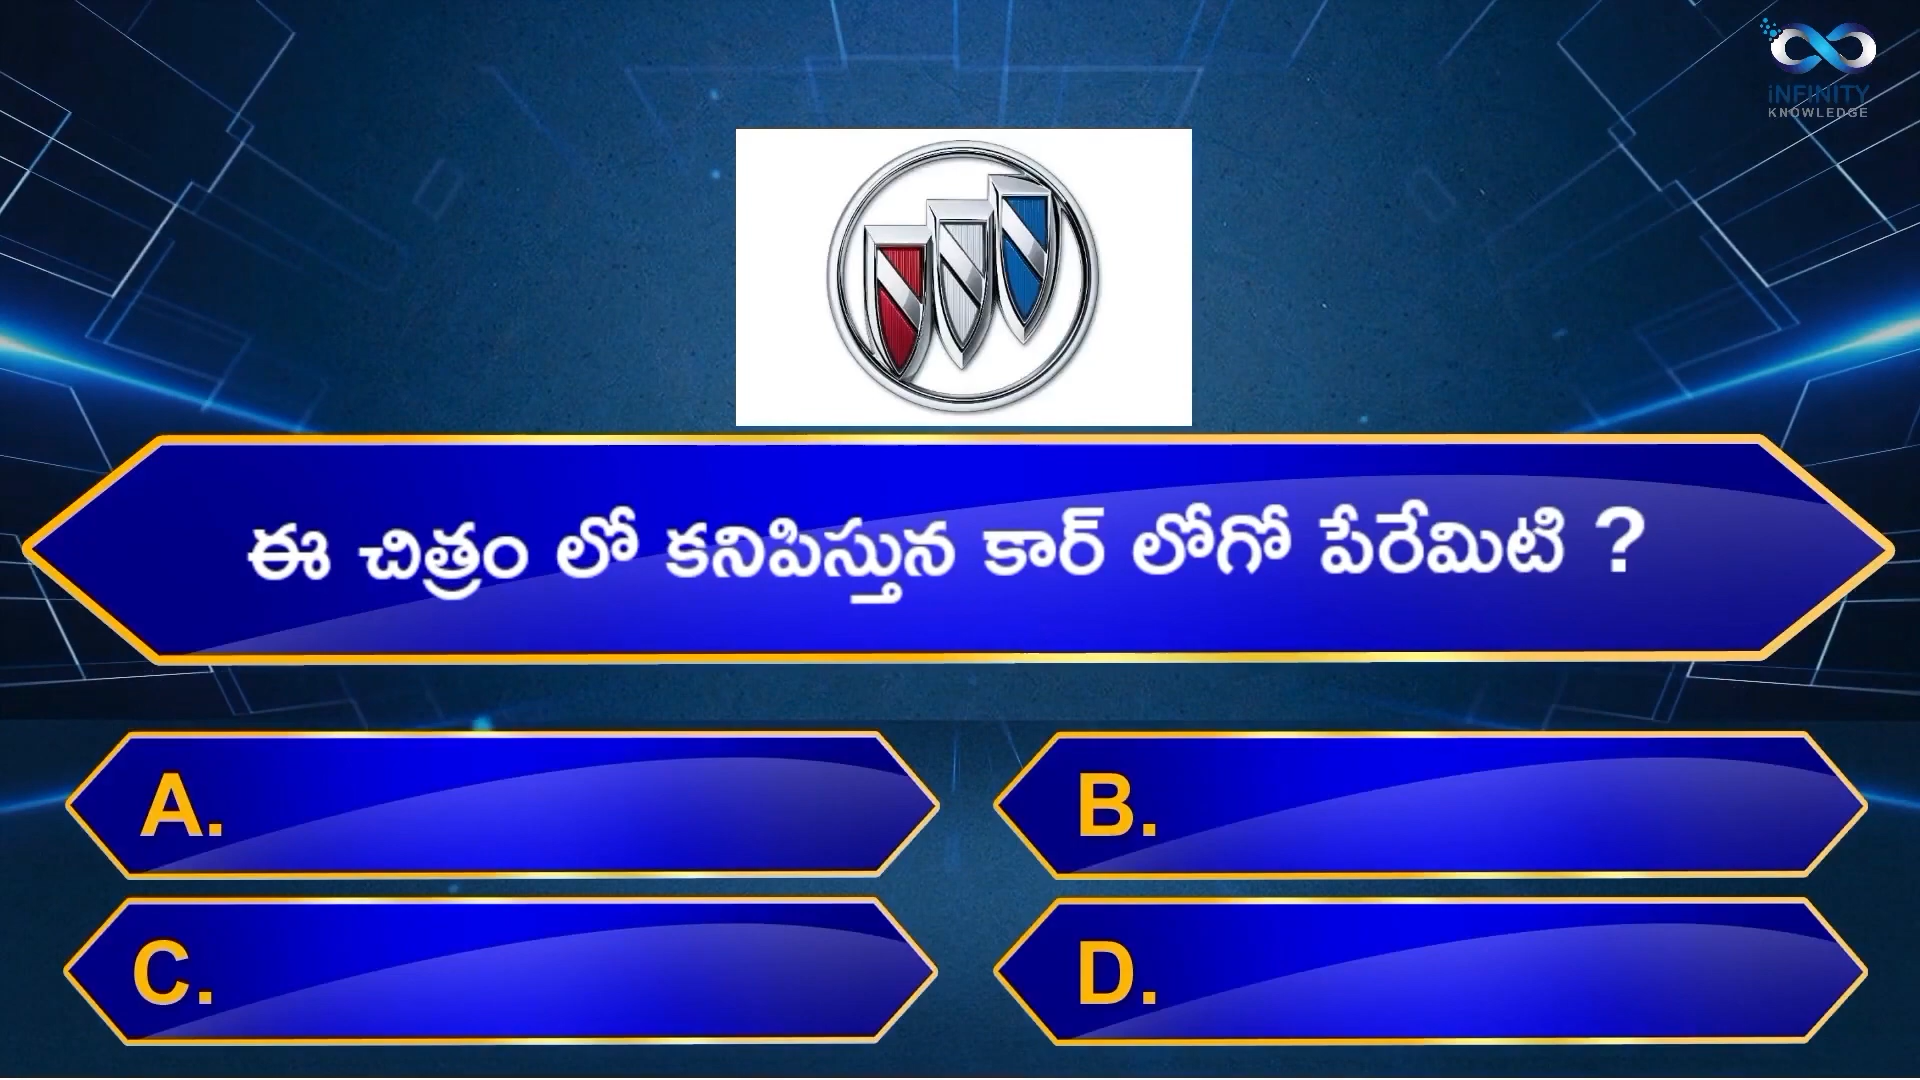 iNFINITY
KNOWLEDGE
ఈ చిత్రం లో కనిపిస్తున కార్ లోగో పేరేమిటి ?
A.
B.
C.
D.